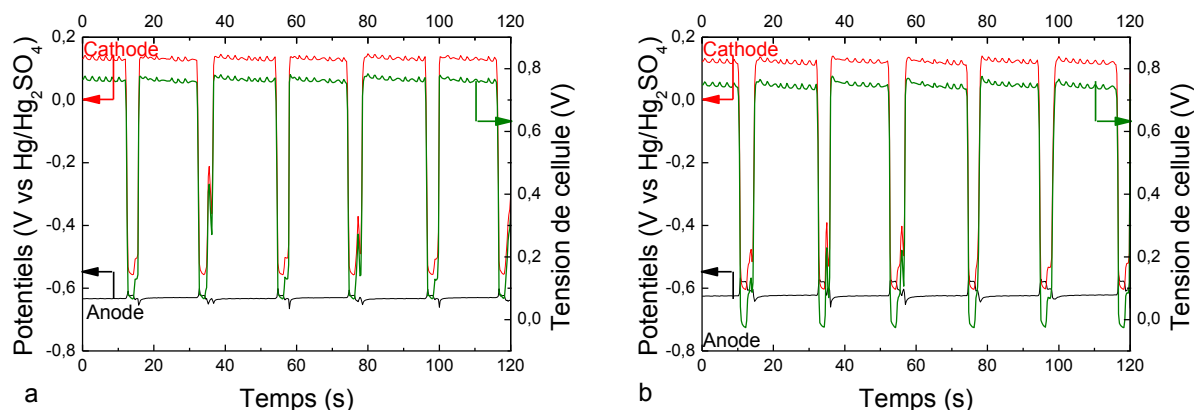 0 20 40 60 80 100 120
0,2
0,0
-0,2
-0,4
-0,6
-0,8
0,8
0,6
0,4
0,2
0,0
Cathode
Anode
Potentiels (V vs Hg/Hg2SO4)
Tension de cellule (V)
0 20 40 60 80 100 120
Temps (s)
a
0 20 40 60 80 100 120
0,2
0,0
-0,2
-0,4
-0,6
-0,8
0,8
0,6
0,4
0,2
0,0
Cathode
Anode
Potentiels (V vs Hg/Hg2SO4)
Tension de cellule (V)
0 20 40 60 80 100 120
Temps (s)
b